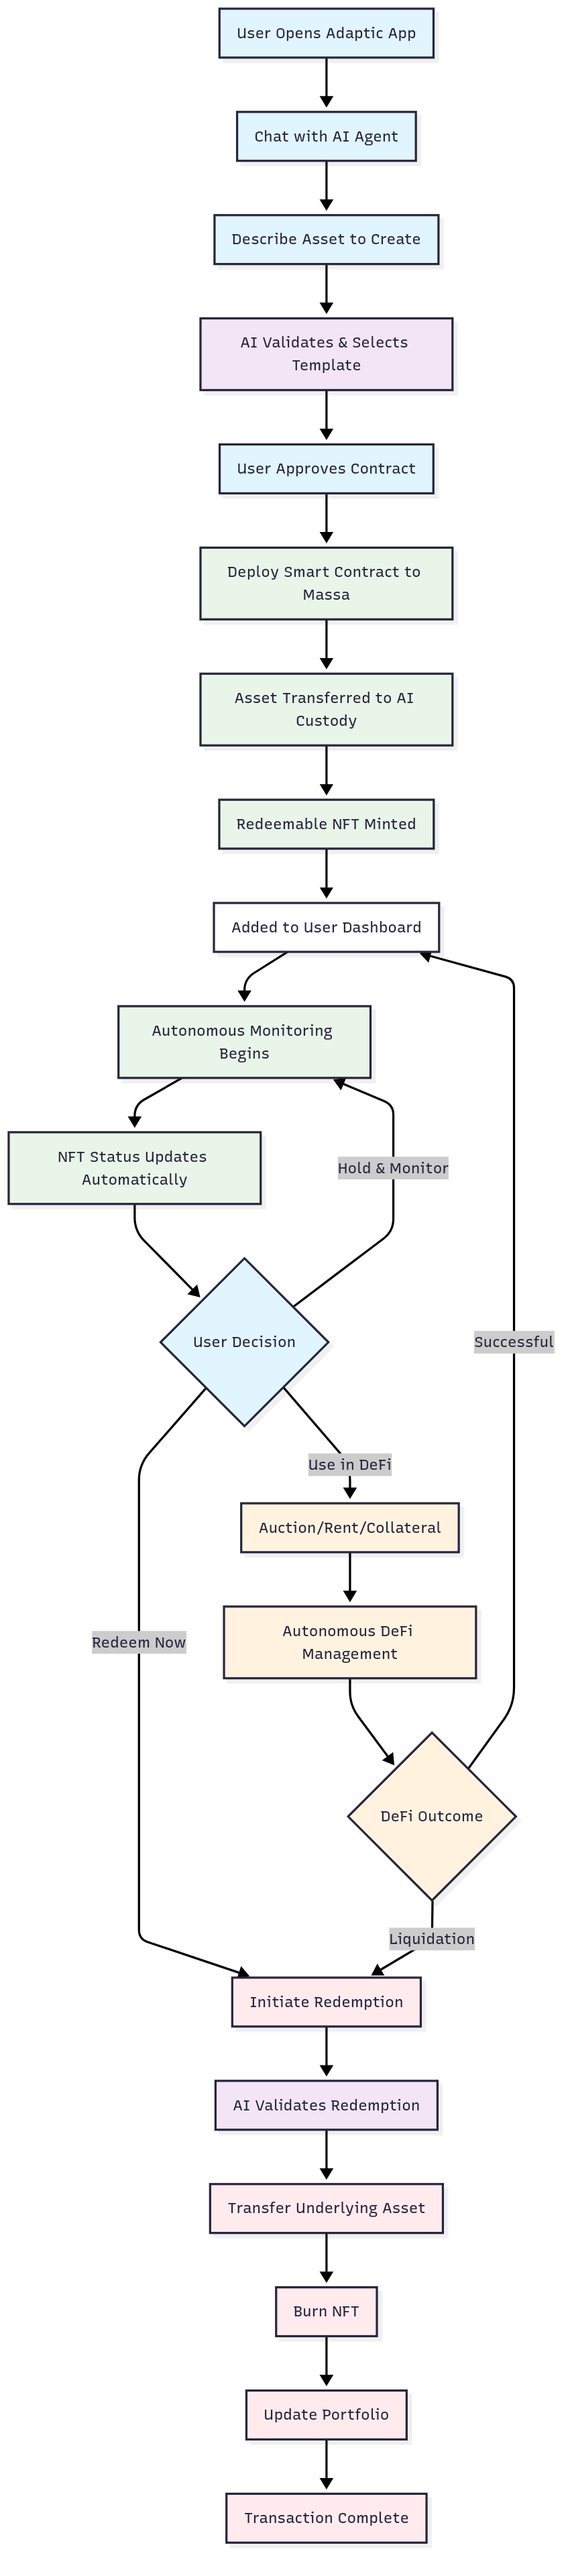 User Opens Adaptic App
Chat with AI Agent
Describe Asset to Create
AI Validates & Selects
Template
User Approves Contract
Deploy Smart Contract to
Massa
Asset Transferred to AI
Custody
Redeemable NFT Minted
Added to User Dashboard
Autonomous Monitoring
Begins
NFT Status Updates
Automatically
Hold & Monitor
User Decision
Successful
Use in DeFi
Auction/Rent/Collateral
Autonomous DeFi
Management
Redeem Now
DeFi Outcome
Liquidation
Initiate Redemption
AI Validates Redemption
Transfer Underlying Asset
Burn NFT
Update Portfolio
Transaction Complete